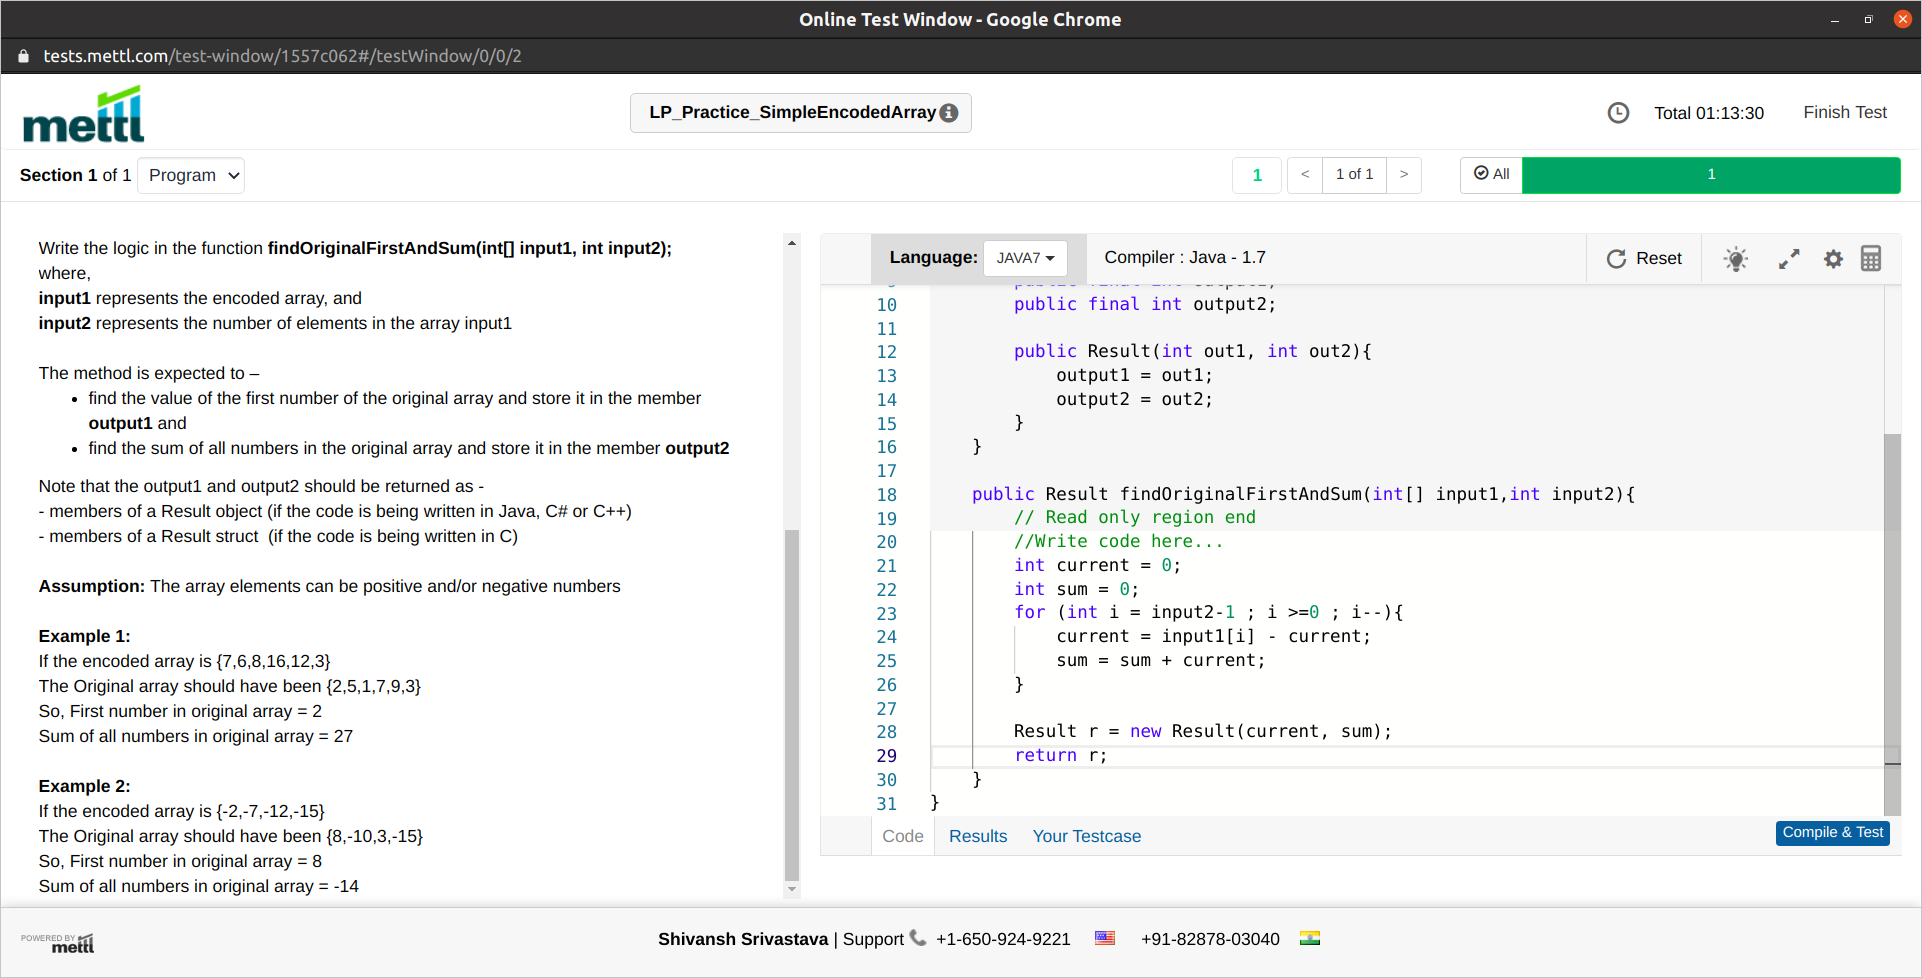 Online Test Window - Google Chrome
tests.mettl.com/test-window/1557c062#/testWindow/0/0/2
mettl
LP_Practice_SimpleEncodedArray
Total 01:13:30
Finish Test
Section 1 of 1 Program
1 < 1 of 1 > All 1
Write the logic in the function findOriginalFirstAndSum(int[] input1, int input2);
where,
input1 represents the encoded array, and
input2 represents the number of elements in the array input1
The method is expected to –
• find the value of the first number of the original array and store it in the member
output1 and
• find the sum of all numbers in the original array and store it in the member output2
Note that the output1 and output2 should be returned as -
- members of a Result object (if the code is being written in Java, C# or C++)
- members of a Result struct  (if the code is being written in C)
Assumption: The array elements can be positive and/or negative numbers
Example 1:
If the encoded array is {7,6,8,16,12,3}
The Original array should have been {2,5,1,7,9,3}
So, First number in original array = 2
Sum of all numbers in original array = 27
Example 2:
If the encoded array is {-2,-7,-12,-15}
The Original array should have been {8,-10,3,-15}
So, First number in original array = 8
Sum of all numbers in original array = -14
Language: JAVA7 Compiler : Java - 1.7 Reset
10 public final int output2;
11
12 public Result(int out1, int out2){
13 output1 = out1;
14 output2 = out2;
15 }
16 }
17
18 public Result findOriginalFirstAndSum(int[] input1,int input2){
19 // Read only region end
20 //Write code here...
21 int current = 0;
22 int sum = 0;
23 for (int i = input2-1 ; i >=0 ; i--){
24 current = input1[i] - current;
25 sum = sum + current;
26 }
27
28 Result r = new Result(current, sum);
29 return r;
30 }
31 }
Code Results Your Testcase Compile & Test
POWERED BY
mettl
Shivansh Srivastava | Support +1-650-924-9221 +91-82878-03040